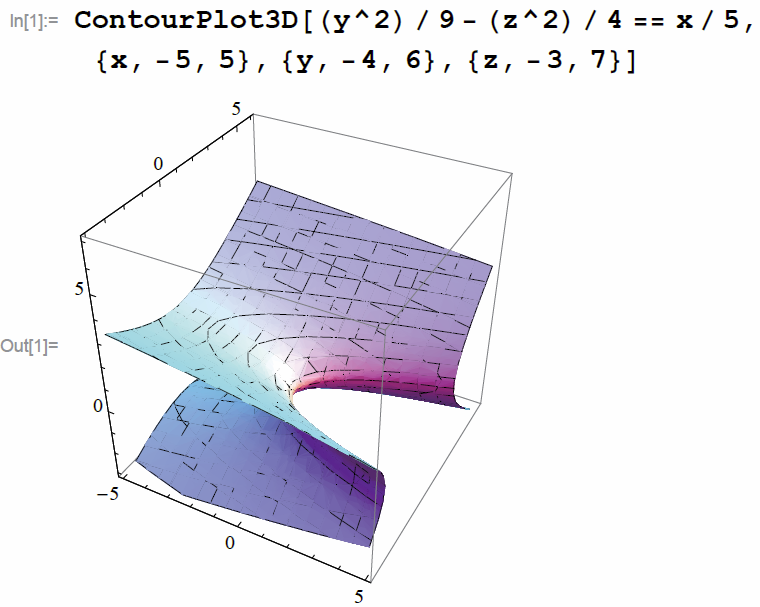 In[1]:= ContourPlot3D[(y^2)/9-(z^2)/4 == x/5,
{x, -5, 5}, {y, -4, 6}, {z, -3, 7}]
5
0
5
Out[1]=
0
-5
0
5